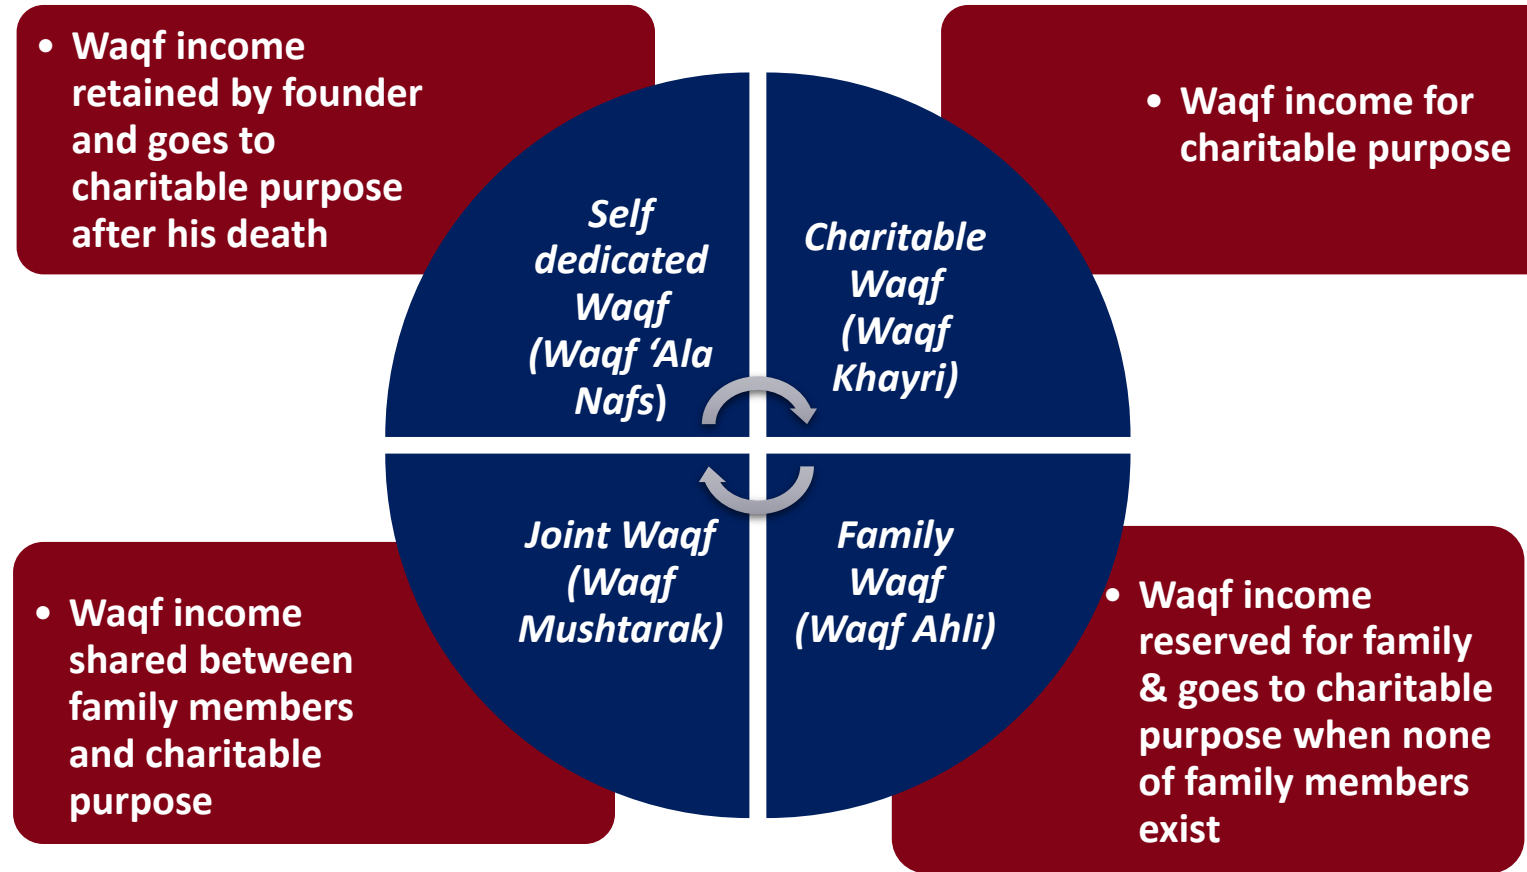 • Waqf income
retained by founder
and goes to
charitable purpose
after his death
• Waqf income for
charitable purpose
Self
dedicated
Waqf
(Waqf ‘Ala
Nafs)
Charitable
Waqf
(Waqf
Khayri)
Joint Waqf
(Waqf
Mushtarak)
Family
Waqf
(Waqf Ahli)
• Waqf income
shared between
family members
and charitable
purpose
• Waqf income
reserved for family
& goes to charitable
purpose when none
of family members
exist